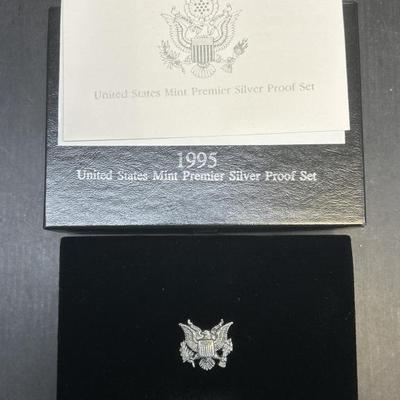 United States Mint Premier Silver Proof Set
1995
United States Mint Premier Silver Proof Set